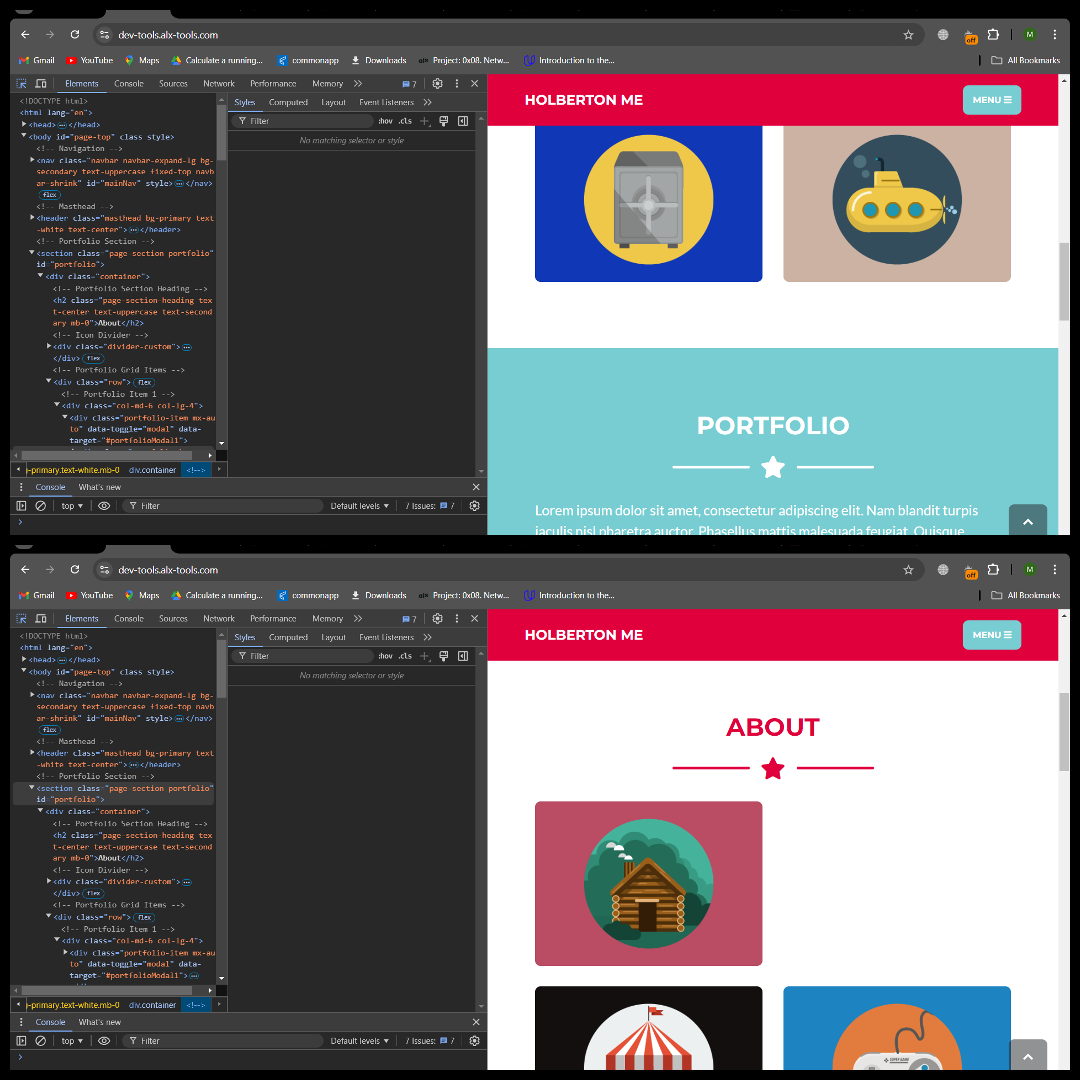 dev-tools.alx-tools.com M
Gmail YouTube Maps Calculate a running... commonapp Downloads Project: 0x08. Netw... Introduction to the... All Bookmarks
Elements Console Sources Network Performance Memory 7
<!DOCTYPE html>
<html lang="en">
<head> </head>
<body id="page-top" class style>
<!-- Navigation -->
<nav class="navbar navbar-expand-lg bg-
secondary text-uppercase fixed-top navb
ar-shrink" id="mainNav" style> </nav>
flex
<!-- Masthead -->
<header class="masthead bg-primary text
-white text-center"> </header>
<!-- Portfolio Section -->
<section class="page-section portfolio"
id="portfolio">
<div class="container">
<!-- Portfolio Section Heading -->
<h2 class="page-section-heading tex
t-center text-uppercase text-second
ary mb-0">About</h2>
<!-- Icon Divider -->
<div class="divider-custom">
</div> flex
<!-- Portfolio Grid Items -->
<div class="row"> flex
<!-- Portfolio Item 1 -->
<div class="col-md-6 col-lg-4">
<div class="portfolio-item mx-au
to" data-toggle="modal" data-
target="#portfolioModal1">
-primary.text-white.mb-0 div.container <!-->
Styles Computed Layout Event Listeners
Filter :hov .cls
No matching selector or style
Console What's new
top Filter Default levels 7 Issues: 7
HOLBERTON ME MENU
PORTFOLIO
Lorem ipsum dolor sit amet, consectetur adipiscing elit. Nam blandit turpis
iaculis nisl pharetra auctor. Phasellus mattis malesuada feugiat. Quisque
dev-tools.alx-tools.com M
Gmail YouTube Maps Calculate a running... commonapp Downloads Project: 0x08. Netw... Introduction to the... All Bookmarks
Elements Console Sources Network Performance Memory 7
<!DOCTYPE html>
<html lang="en">
<head> </head>
<body id="page-top" class style>
<!-- Navigation -->
<nav class="navbar navbar-expand-lg bg-
secondary text-uppercase fixed-top navb
ar-shrink" id="mainNav" style> </nav>
flex
<!-- Masthead -->
<header class="masthead bg-primary text
-white text-center"> </header>
<!-- Portfolio Section -->
<section class="page-section portfolio"
id="portfolio">
<div class="container">
<!-- Portfolio Section Heading -->
<h2 class="page-section-heading tex
t-center text-uppercase text-second
ary mb-0">About</h2>
<!-- Icon Divider -->
<div class="divider-custom">
</div> flex
<!-- Portfolio Grid Items -->
<div class="row"> flex
<!-- Portfolio Item 1 -->
<div class="col-md-6 col-lg-4">
<div class="portfolio-item mx-au
to" data-toggle="modal" data-
target="#portfolioModal1">
-primary.text-white.mb-0 div.container <!-->
Styles Computed Layout Event Listeners
Filter :hov .cls
No matching selector or style
Console What's new
top Filter Default levels 7 Issues: 7
HOLBERTON ME MENU
ABOUT